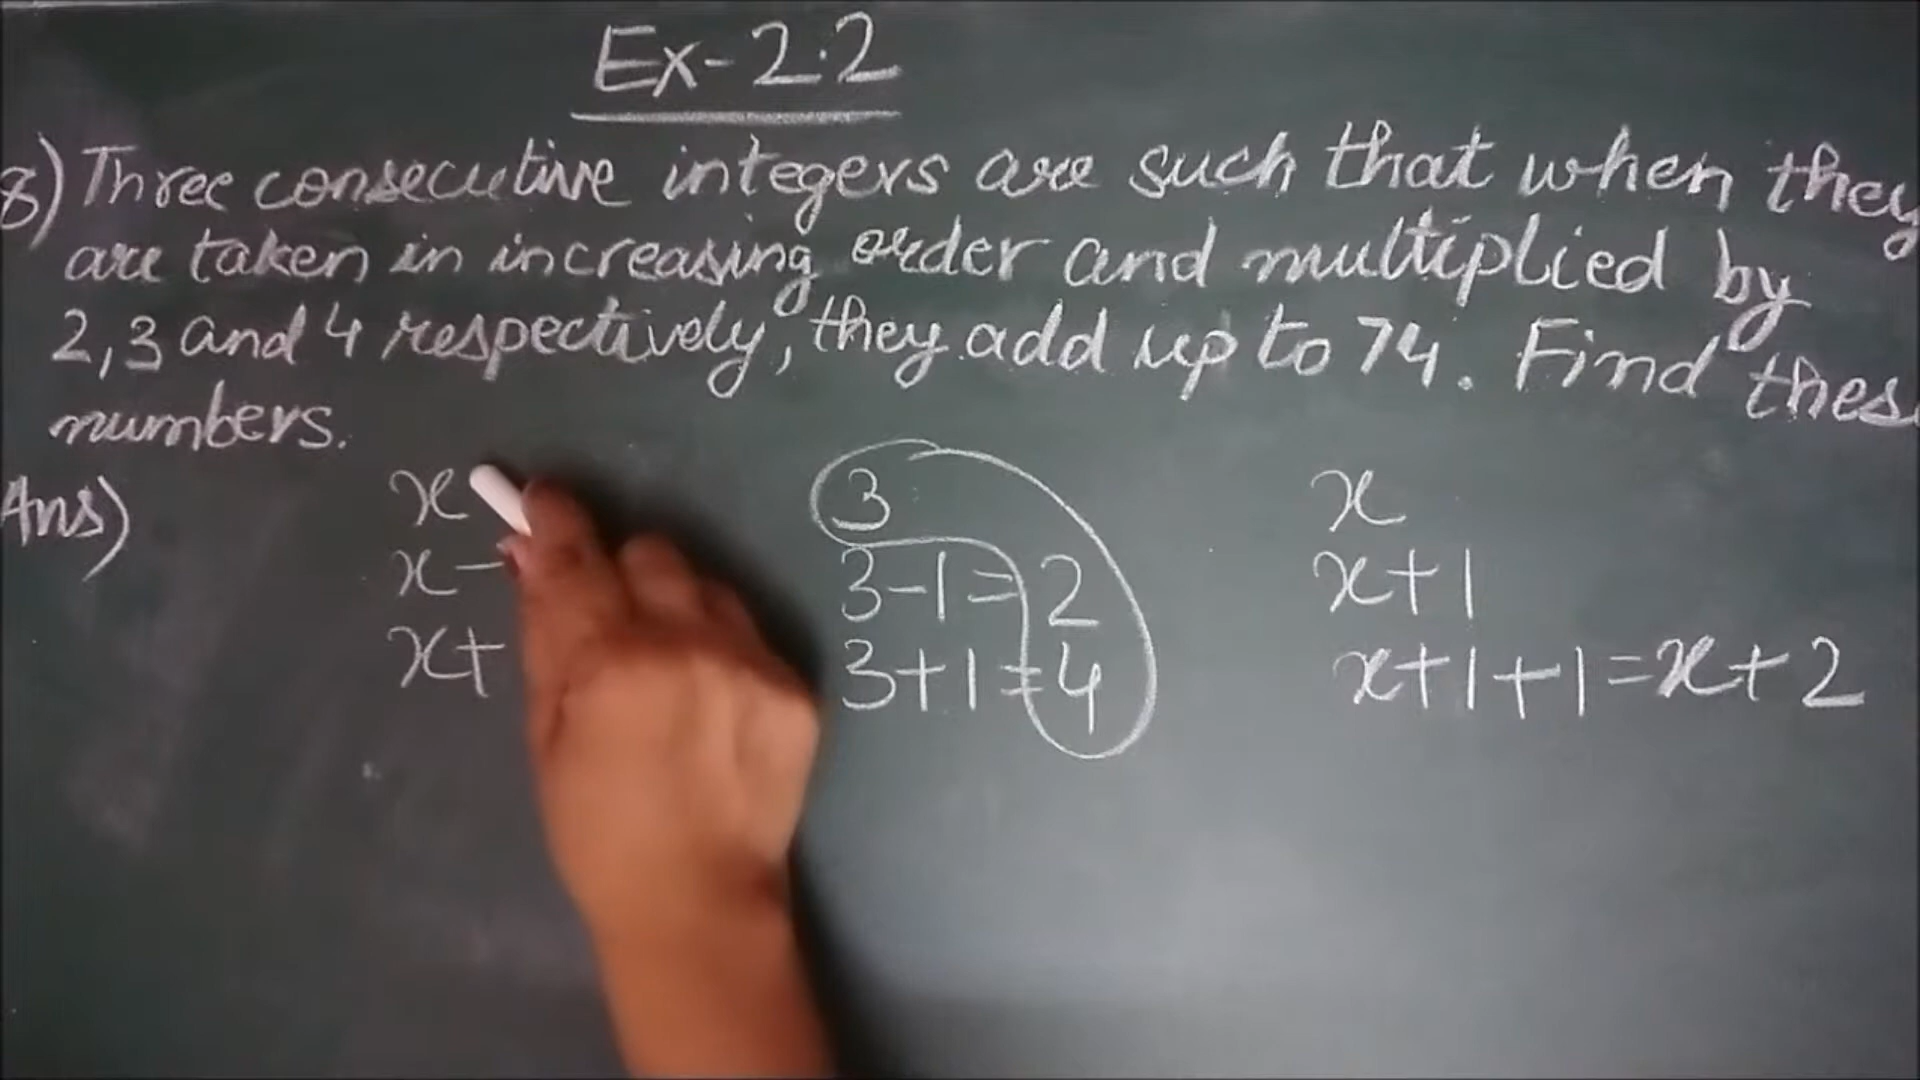 Ex-2.2
8) Three consecutive integers are such that when they
are taken in increasing order and multiplied by
2, 3 and 4 respectively, they add up to 74. Find thes
numbers.
Ans)
x 3 x
x- 3-1=2 x+1
x+ 3+1=4 x+1+1=x+2